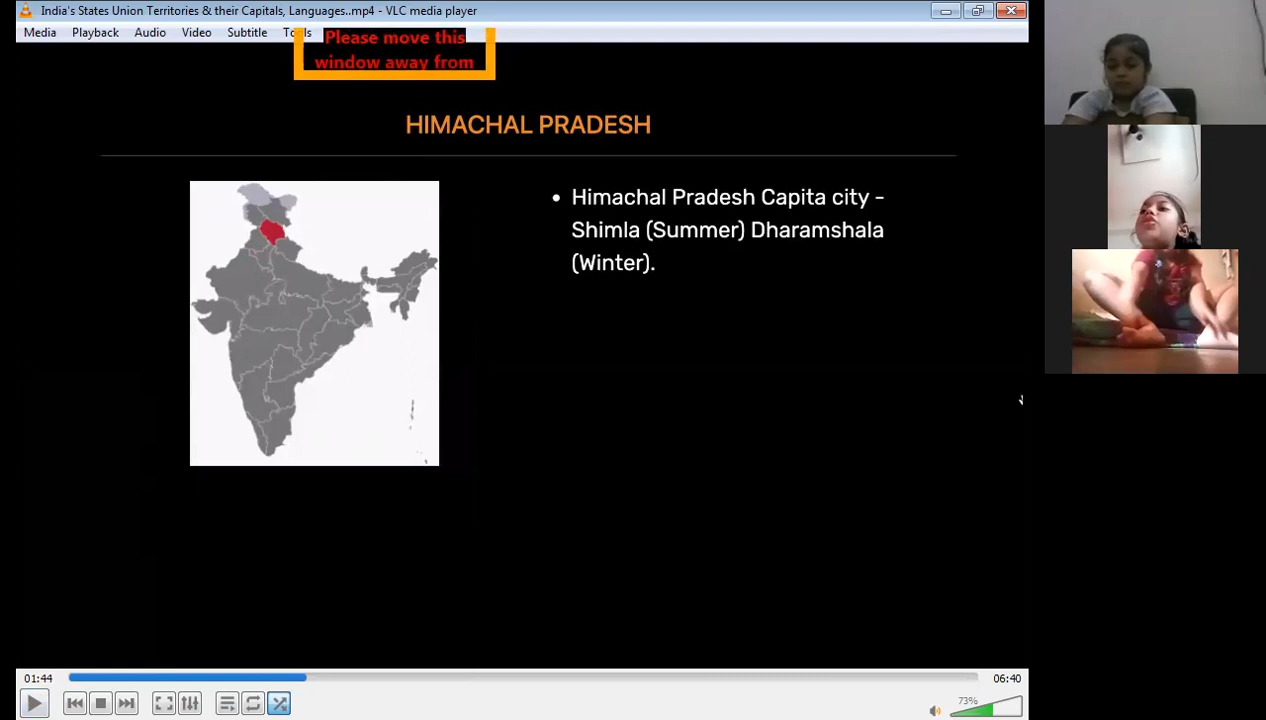 India's States Union Territories & their Capitals, Languages..mp4 - VLC media player
Media Playback Audio Video Subtitle Tools
Please move this
window away from
HIMACHAL PRADESH
• Himachal Pradesh Capita city -
Shimla (Summer) Dharamshala
(Winter).
01:44
06:40
73%